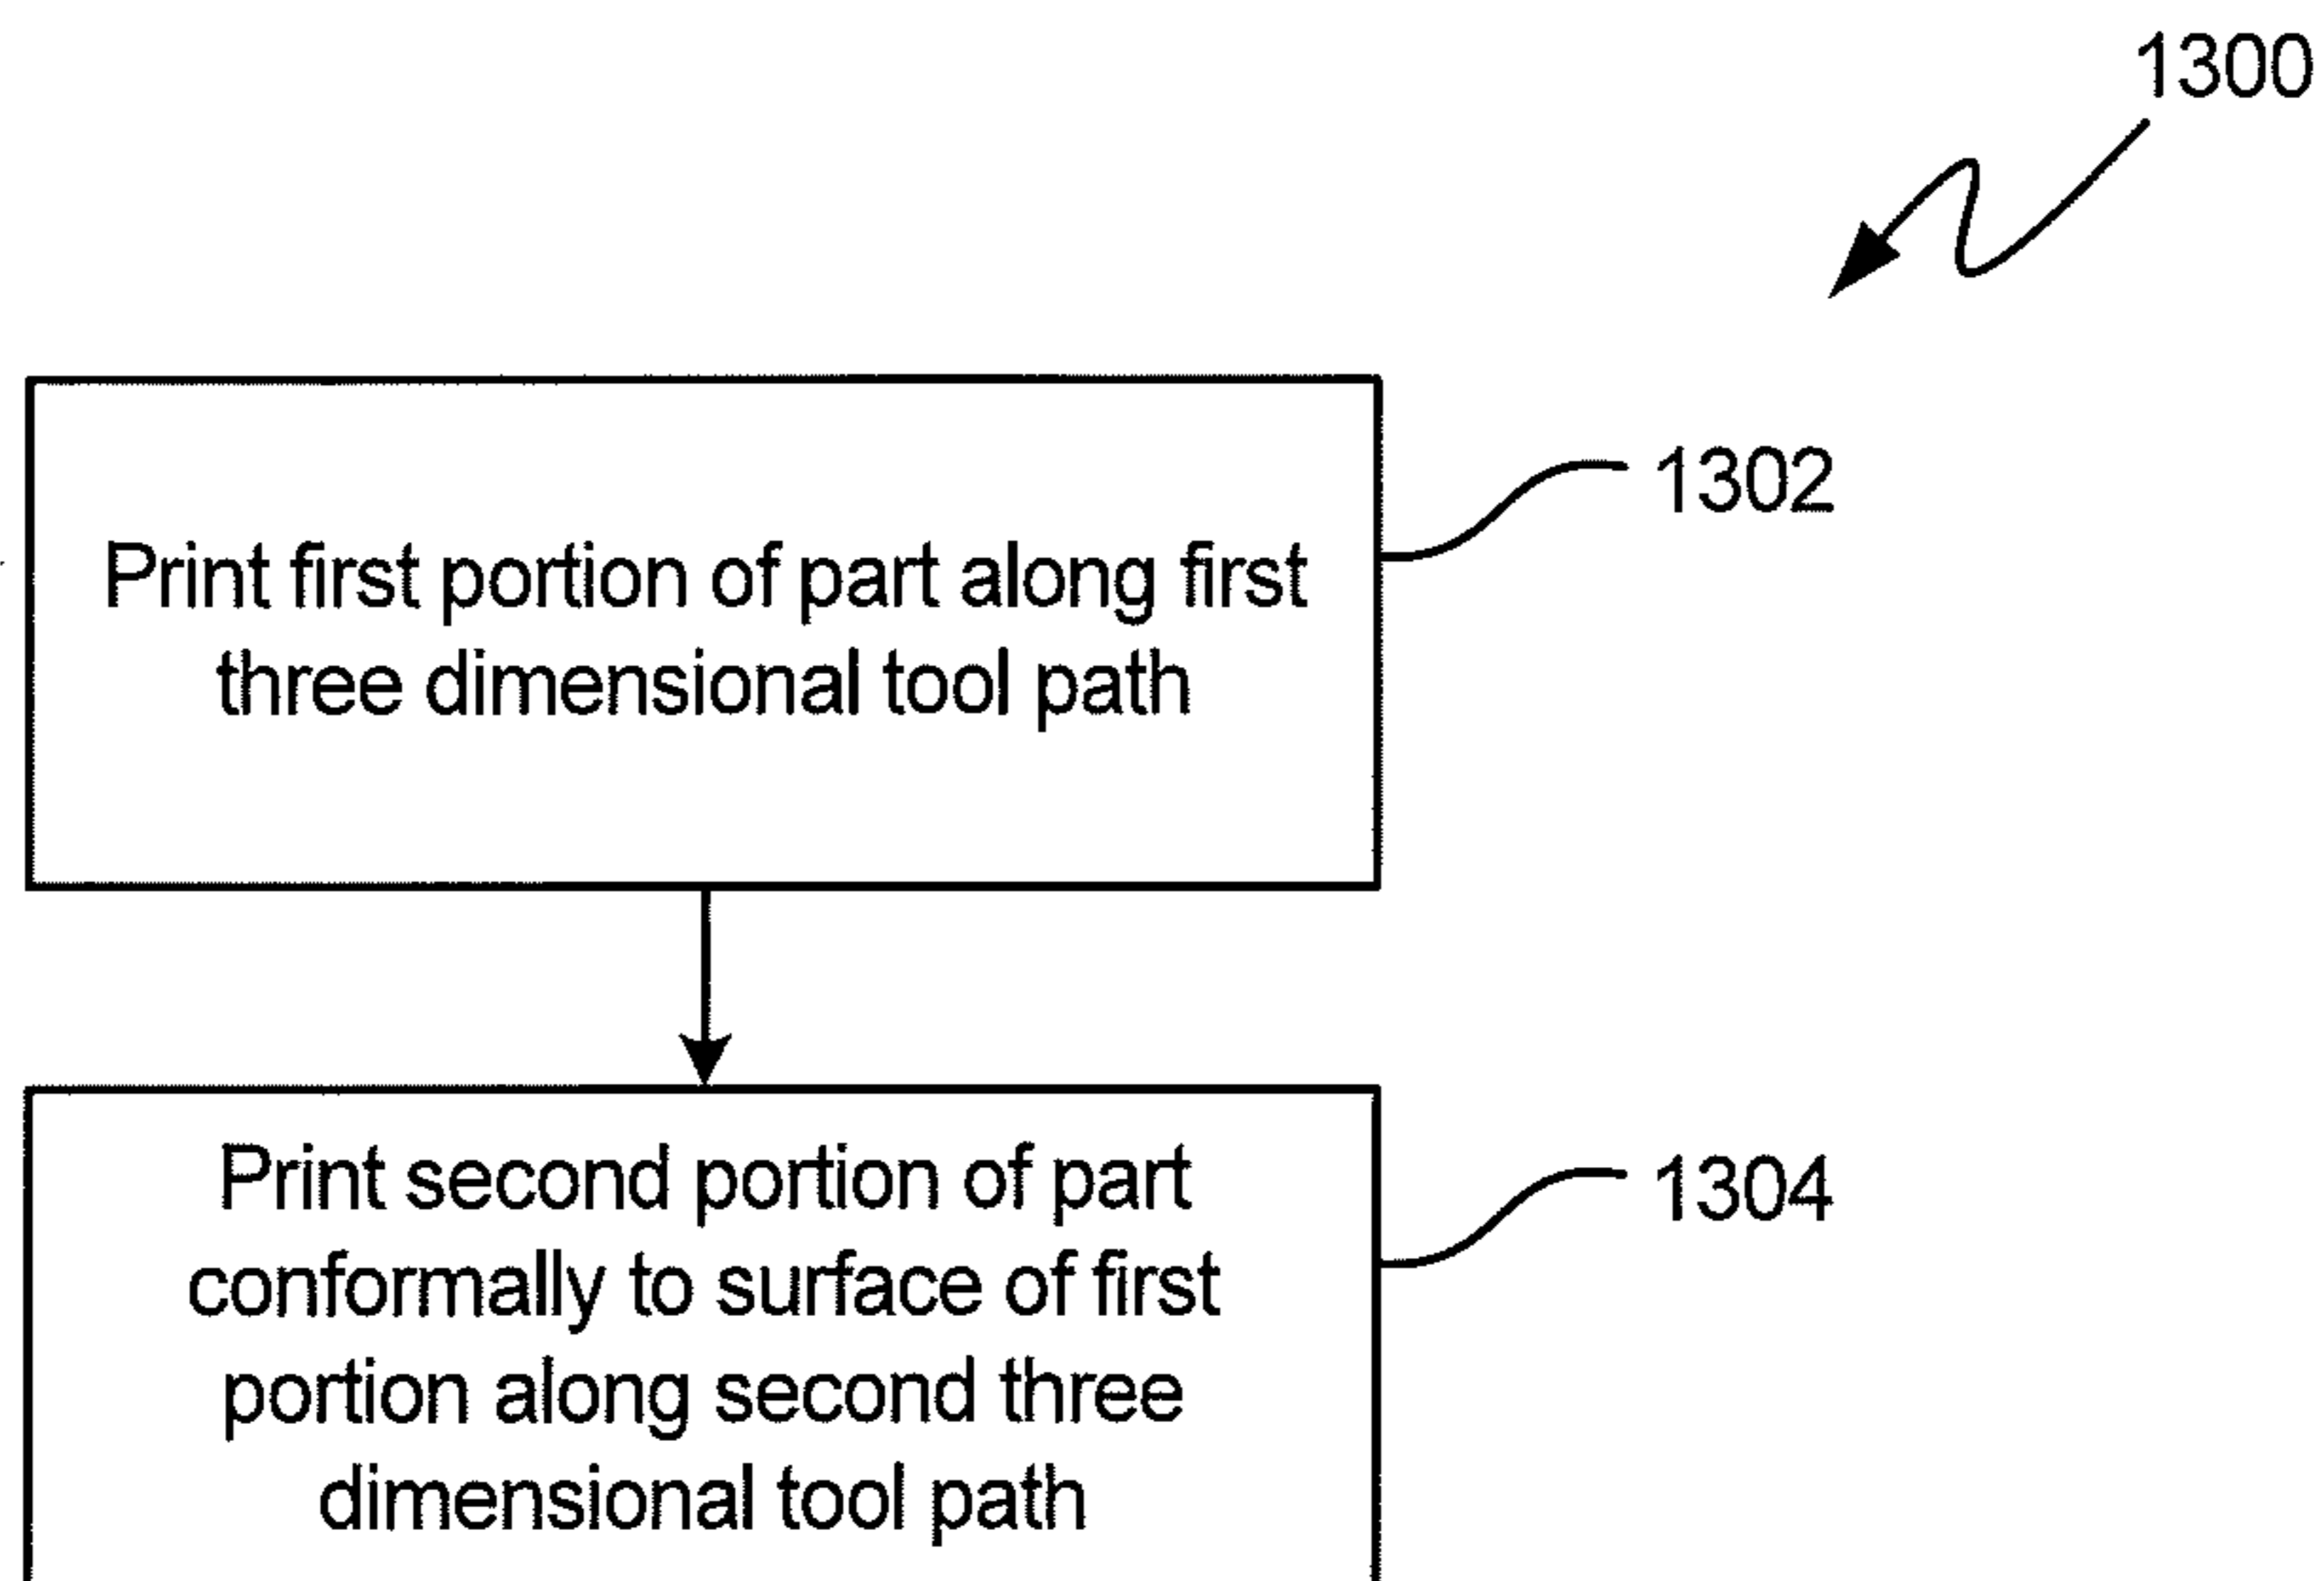 1300
Print first portion of part along first
three dimensional tool path
1302
Print second portion of part
conformally to surface of first
portion along second three
dimensional tool path
1304